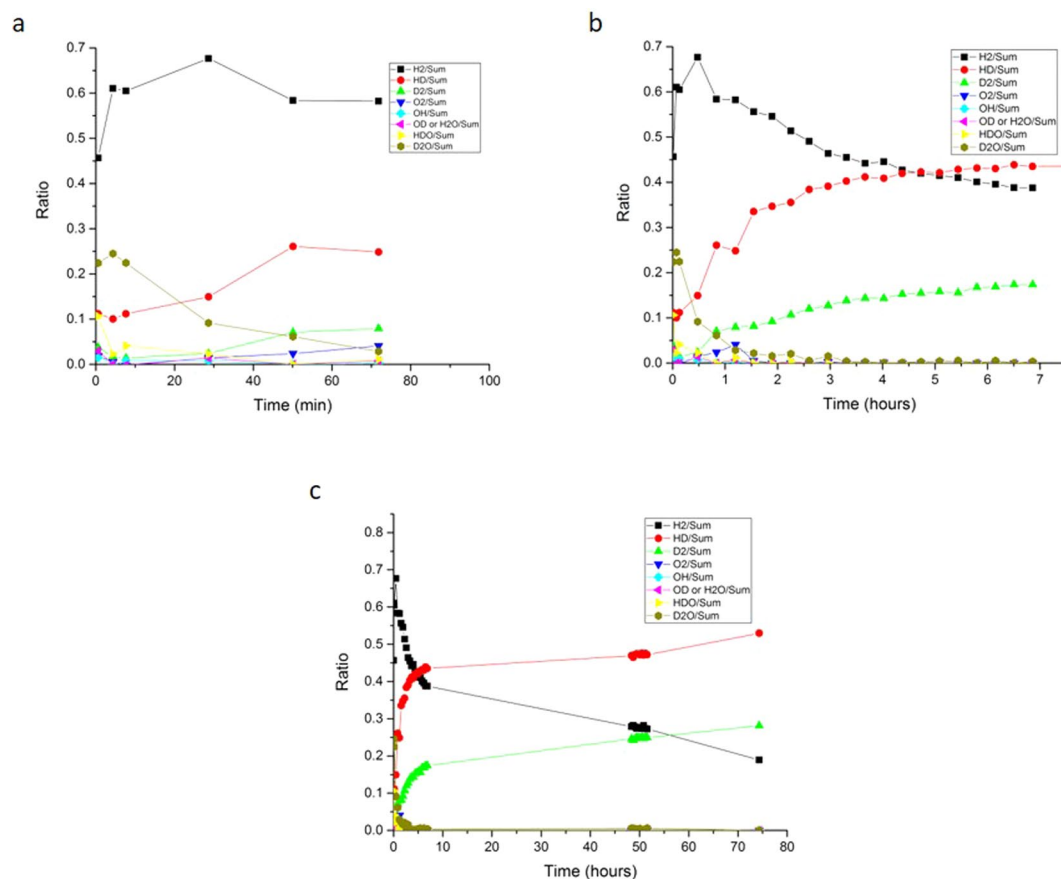 a
0.7
0.6
0.5
0.4
0.3
0.2
0.1
0.0
Ratio
0 20 40 60 80 100
Time (min)
H2/Sum
HD/Sum
D2/Sum
O2/Sum
OH/Sum
OD or H2O/Sum
HDO/Sum
D2O/Sum
b
0.7
0.6
0.5
0.4
0.3
0.2
0.1
0.0
Ratio
0 1 2 3 4 5 6 7
Time (hours)
H2/Sum
HD/Sum
D2/Sum
O2/Sum
OH/Sum
OD or H2O/Sum
HDO/Sum
D2O/Sum
c
0.8
0.7
0.6
0.5
0.4
0.3
0.2
0.1
0.0
Ratio
0 10 20 30 40 50 60 70 80
Time (hours)
H2/Sum
HD/Sum
D2/Sum
O2/Sum
OH/Sum
OD or H2O/Sum
HDO/Sum
D2O/Sum